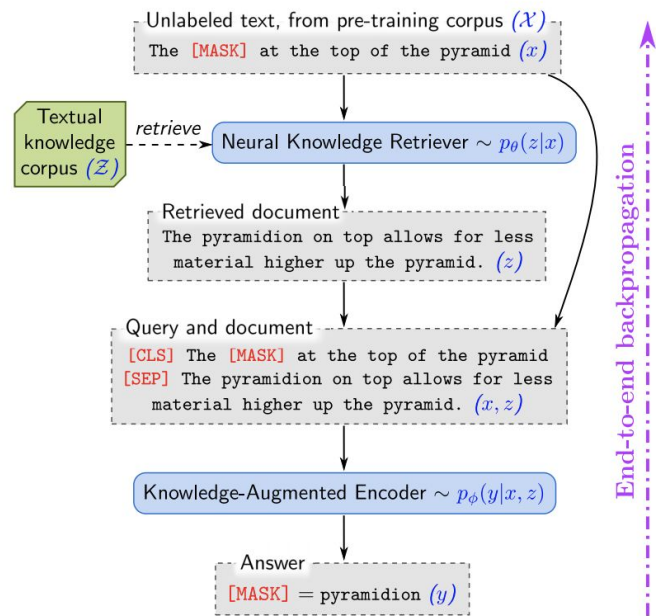 Unlabeled text, from pre-training corpus (𝒳)
The [MASK] at the top of the pyramid (x)
Textual
knowledge
corpus (𝒵)
retrieve
Neural Knowledge Retriever ∼ p_θ(z|x)
Retrieved document
The pyramidion on top allows for less
material higher up the pyramid. (z)
Query and document
[CLS] The [MASK] at the top of the pyramid
[SEP] The pyramidion on top allows for less
material higher up the pyramid. (x, z)
Knowledge-Augmented Encoder ∼ p_ϕ(y|x, z)
Answer
[MASK] = pyramidion (y)
End-to-end backpropagation